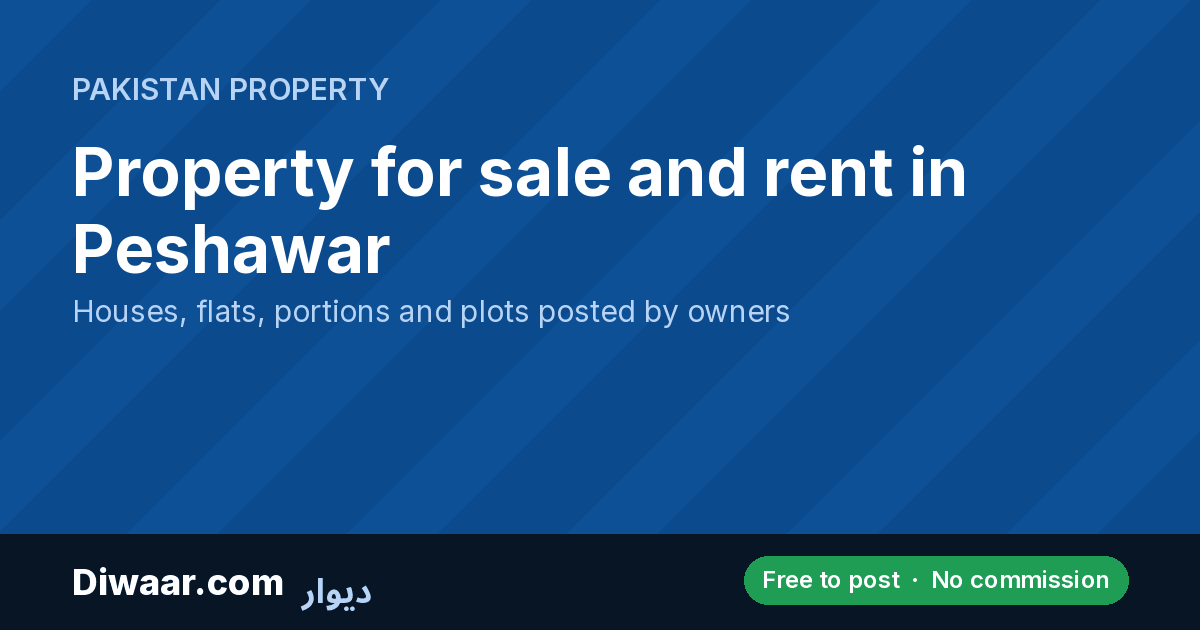 PAKISTAN PROPERTY
Property for sale and rent in
Peshawar
Houses, flats, portions and plots posted by owners
Diwaar.com دیوار
Free to post · No commission